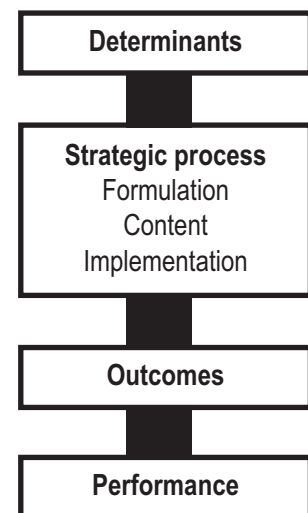 Determinants
Strategic process
Formulation
Content
Implementation
Outcomes
Performance